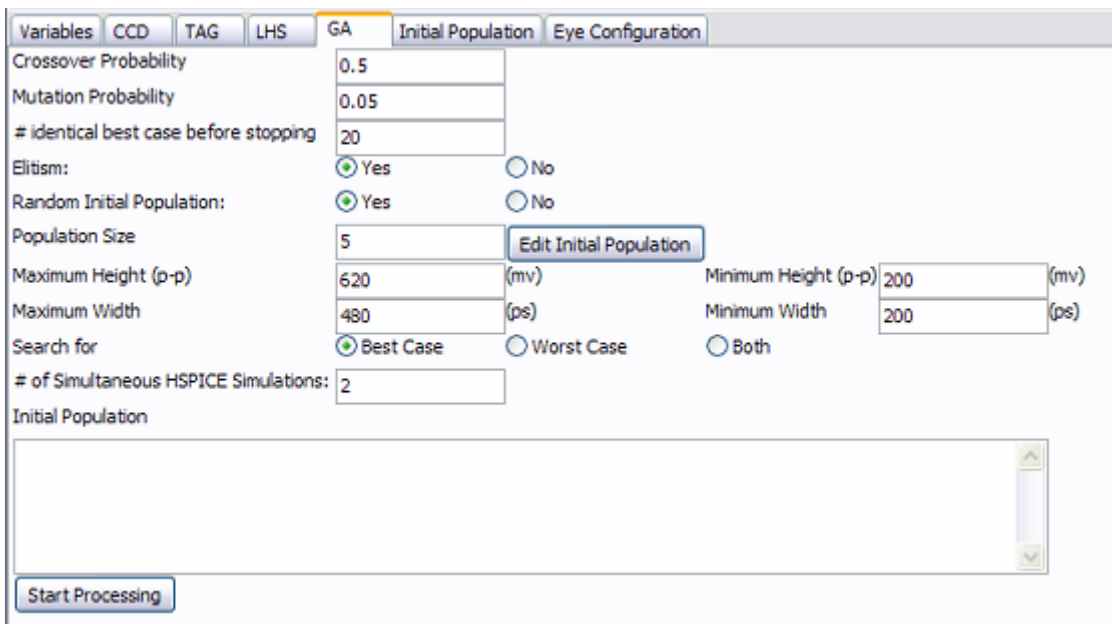 Variables CCD TAG LHS GA Initial Population Eye Configuration
Crossover Probability 0.5
Mutation Probability 0.05
# identical best case before stopping 20
Elitism: Yes No
Random Initial Population: Yes No
Population Size 5 Edit Initial Population
Maximum Height (p-p) 620 (mv) Minimum Height (p-p) 200 (mv)
Maximum Width 480 (ps) Minimum Width 200 (ps)
Search for Best Case Worst Case Both
# of Simultaneous HSPICE Simulations: 2
Initial Population
Start Processing